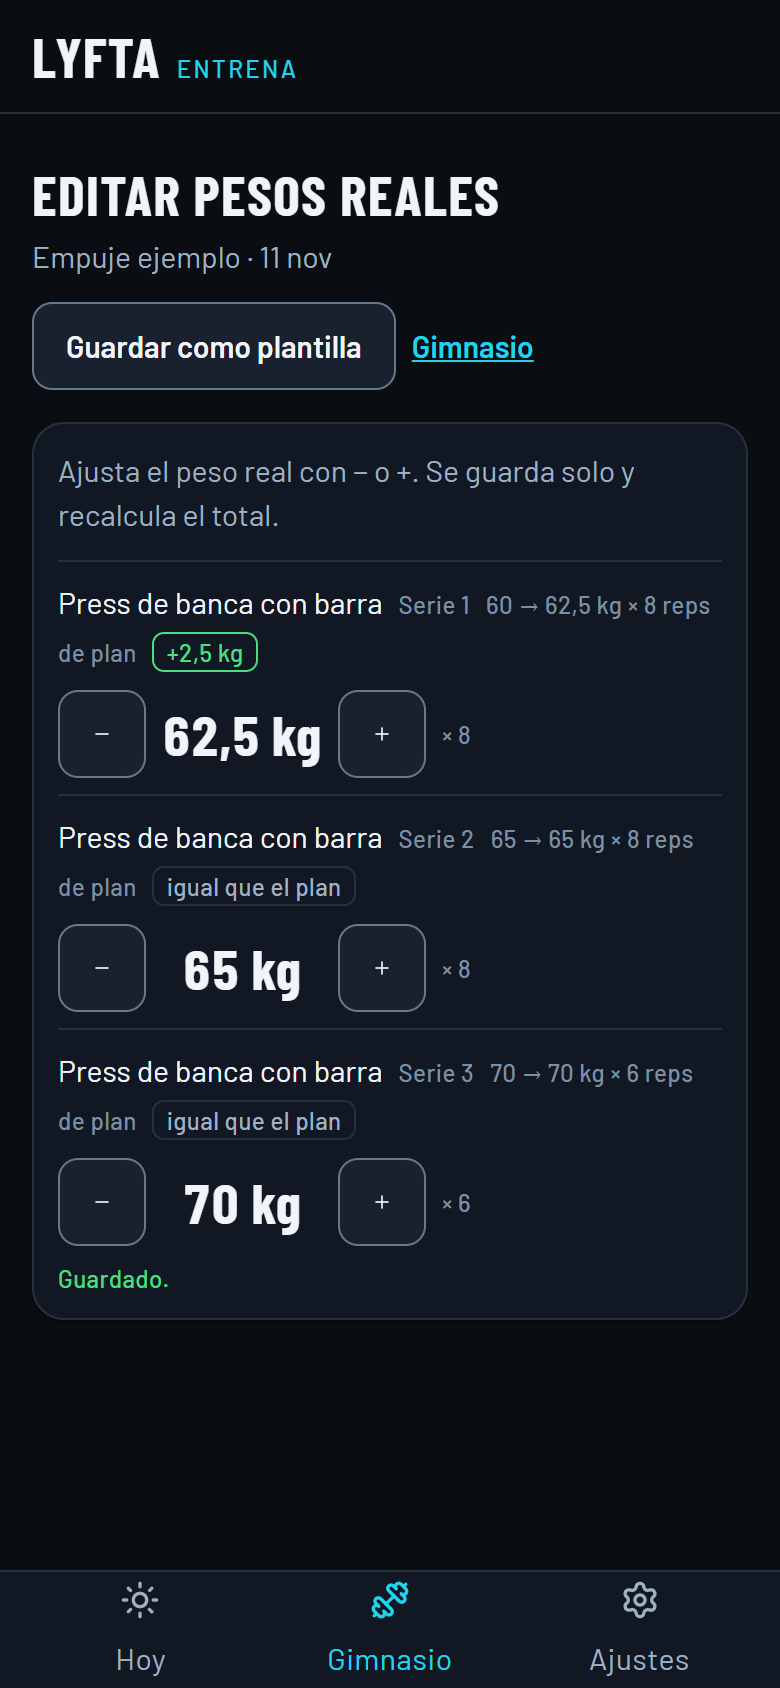 LYFTA ENTRENA
EDITAR PESOS REALES
Empuje ejemplo · 11 nov
Guardar como plantilla Gimnasio
Ajusta el peso real con − o +. Se guarda solo y
recalcula el total.
Press de banca con barra Serie 1 60 → 62,5 kg × 8 reps
de plan +2,5 kg
− 62,5 kg + × 8
Press de banca con barra Serie 2 65 → 65 kg × 8 reps
de plan igual que el plan
− 65 kg + × 8
Press de banca con barra Serie 3 70 → 70 kg × 6 reps
de plan igual que el plan
− 70 kg + × 6
Guardado.
Hoy Gimnasio Ajustes